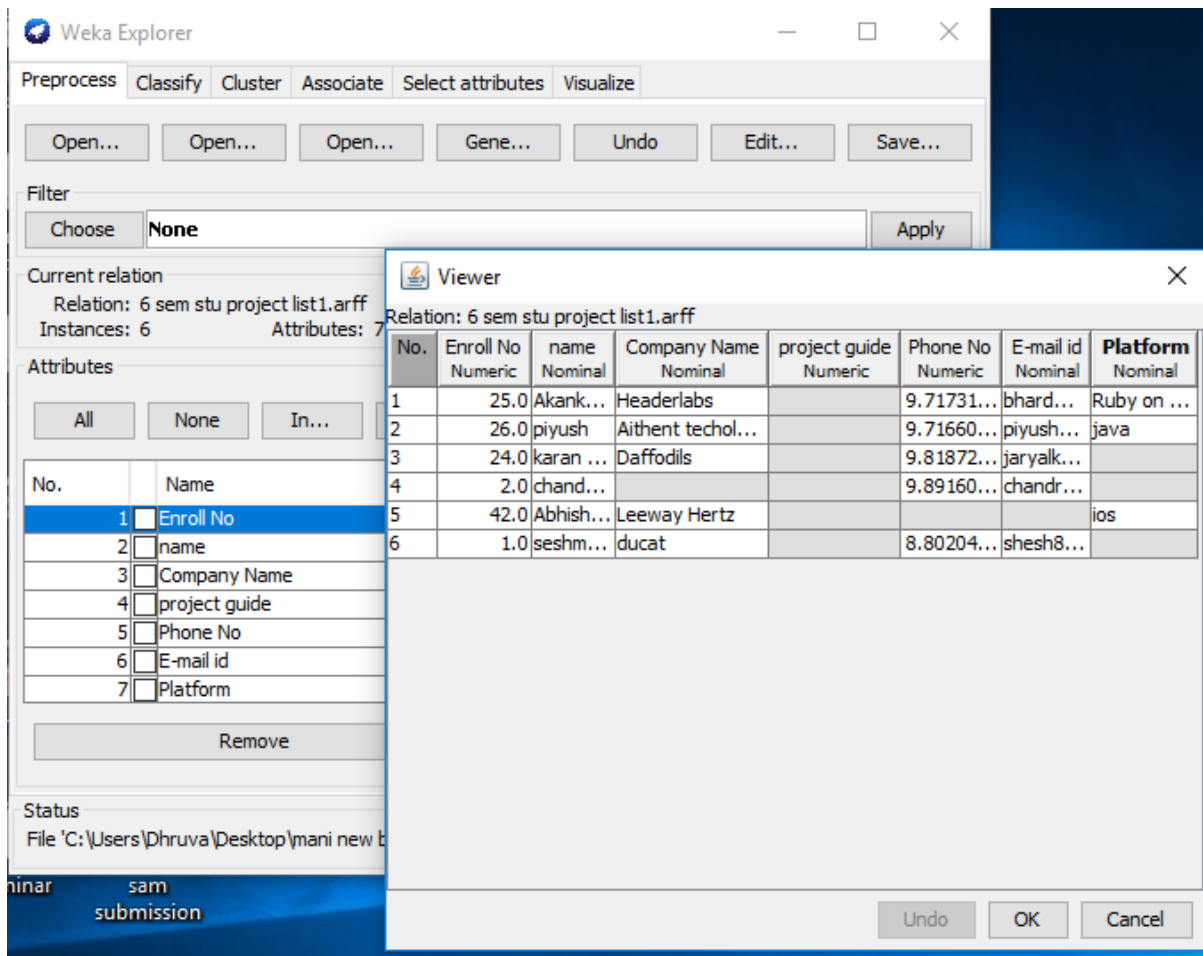 Weka Explorer
Preprocess Classify Cluster Associate Select attributes Visualize
Open... Open... Open... Gene... Undo Edit... Save...
Filter
Choose None Apply
Current relation
Relation: 6 sem stu project list1.arff
Instances: 6 Attributes: 7
Attributes
All None In...
No. Name
1 Enroll No
2 name
3 Company Name
4 project guide
5 Phone No
6 E-mail id
7 Platform
Remove
Status
File 'C:\Users\Dhruva\Desktop\mani new b
ninar sam
submission
Viewer
Relation: 6 sem stu project list1.arff
No. Enroll No name Company Name project guide Phone No E-mail id Platform
Numeric Nominal Nominal Numeric Numeric Nominal Nominal
1 25.0 Akank... Headerlabs 9.71731... bhard... Ruby on ...
2 26.0 piyush Aithent techol... 9.71660... piyush... java
3 24.0 karan ... Daffodils 9.81872... jaryalk...
4 2.0 chand... 9.89160... chandr...
5 42.0 Abhish... Leeway Hertz ios
6 1.0 seshm... ducat 8.80204... shesh8...
Undo OK Cancel